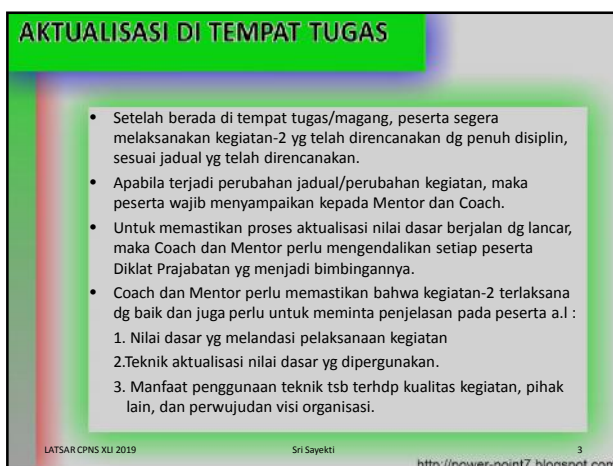 AKTUALISASI DI TEMPAT TUGAS
• Setelah berada di tempat tugas/magang, peserta segera
melaksanakan kegiatan-2 yg telah direncanakan dg penuh disiplin,
sesuai jadual yg telah direncanakan.
• Apabila terjadi perubahan jadual/perubahan kegiatan, maka
peserta wajib menyampaikan kepada Mentor dan Coach.
• Untuk memastikan proses aktualisasi nilai dasar berjalan dg lancar,
maka Coach dan Mentor perlu mengendalikan setiap peserta
Diklat Prajabatan yg menjadi bimbingannya.
• Coach dan Mentor perlu memastikan bahwa kegiatan-2 terlaksana
dg baik dan juga perlu untuk meminta penjelasan pada peserta a.l :
1. Nilai dasar yg melandasi pelaksanaan kegiatan
2.Teknik aktualisasi nilai dasar yg dipergunakan.
3. Manfaat penggunaan teknik tsb terhdp kualitas kegiatan, pihak
lain, dan perwujudan visi organisasi.
LATSAR CPNS XLI 2019
Sri Sayekti
3
http://power-point7.blogspot.com